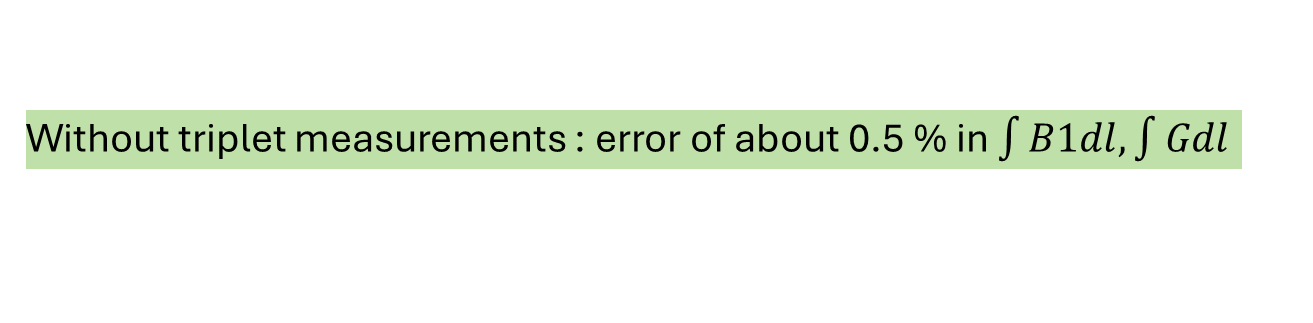 Without triplet measurements : error of about 0.5 % in ∫ B1dl, ∫ Gdl